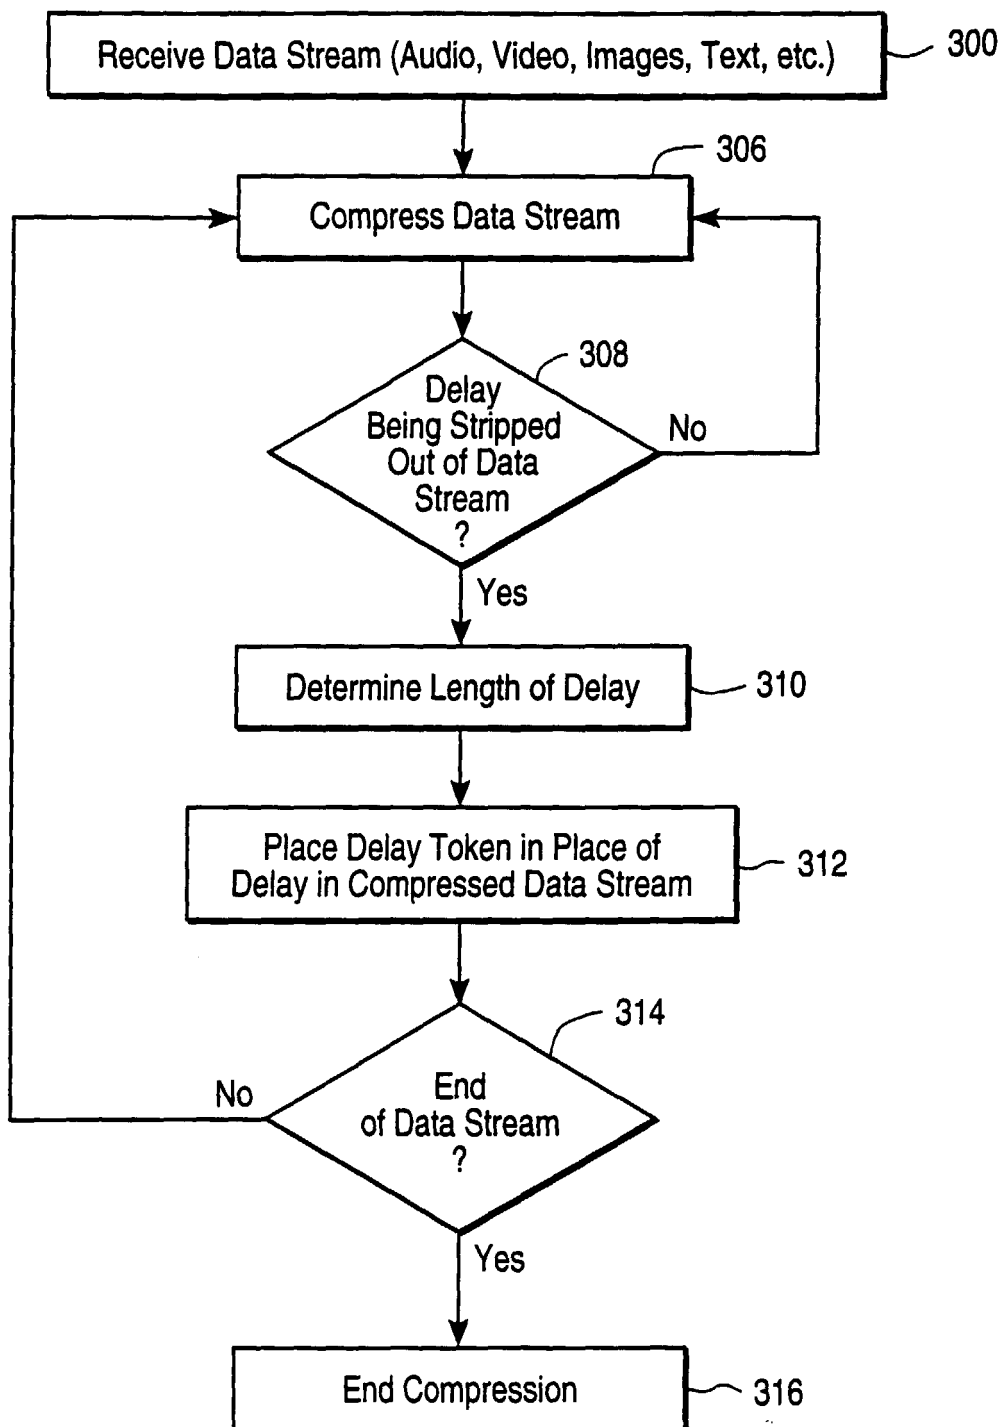 Receive Data Stream (Audio, Video, Images, Text, etc.)
300
306
Compress Data Stream
308
Delay
Being Stripped
Out of Data
Stream
?
No
Yes
Determine Length of Delay
310
Place Delay Token in Place of
Delay in Compressed Data Stream
312
314
End
of Data Stream
?
No
Yes
End Compression
316